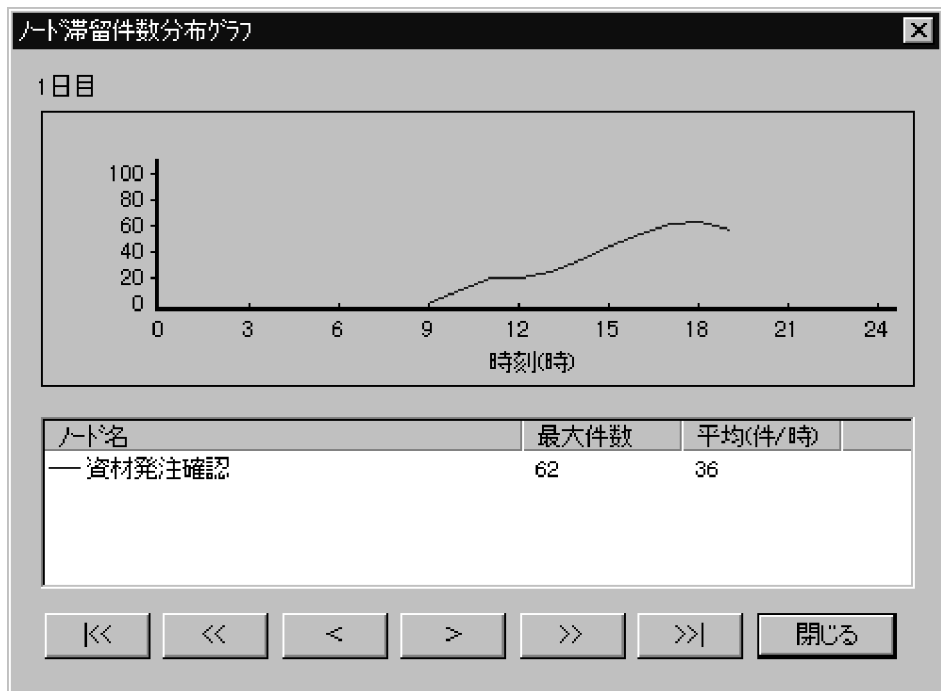 ﾉｰﾄﾞ滞留件数分布ｸﾞﾗﾌ
1日目
100
80
60
40
20
0
0 3 6 9 12 15 18 21 24
時刻(時)
ﾉｰﾄﾞ名 最大件数 平均(件/時)
資材発注確認 62 36
|<< << < > >> >>| 閉じる